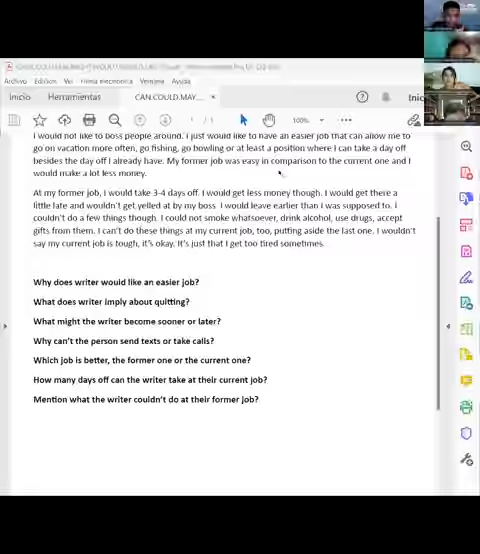 Archivo Edición Ver Firma electrónica Ventana Ayuda
Inicio Herramientas CAN.COULD.MAY.... × Inic
1 / 1 100%
I would not like to boss people around. I just would like to have an easier job that can allow me to
go on vacation more often, go fishing, go bowling or at least a position where I can take a day off
besides the day off I already have. My former job was easy in comparison to the current one and I
would make a lot less money.
At my former job, I would take 3-4 days off. I would get less money though. I would get there a
little late and wouldn't get yelled at by my boss. I would leave earlier than I was supposed to. I
couldn't do a few things though. I could not smoke whatsoever, drink alcohol, use drugs, accept
gifts from them. I can't do these things at my current job, too, putting aside the last one. I wouldn't
say my current job is tough, it's okay. It's just that I get too tired sometimes.
Why does writer would like an easier job?
What does writer imply about quitting?
What might the writer become sooner or later?
Why can't the person send texts or take calls?
Which job is better, the former one or the current one?
How many days off can the writer take at their current job?
Mention what the writer couldn't do at their former job?